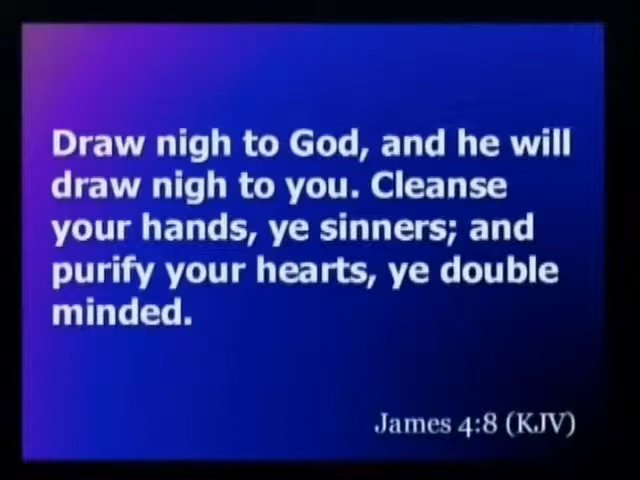 Draw nigh to God, and he will
draw nigh to you. Cleanse
your hands, ye sinners; and
purify your hearts, ye double
minded.
James 4:8 (KJV)